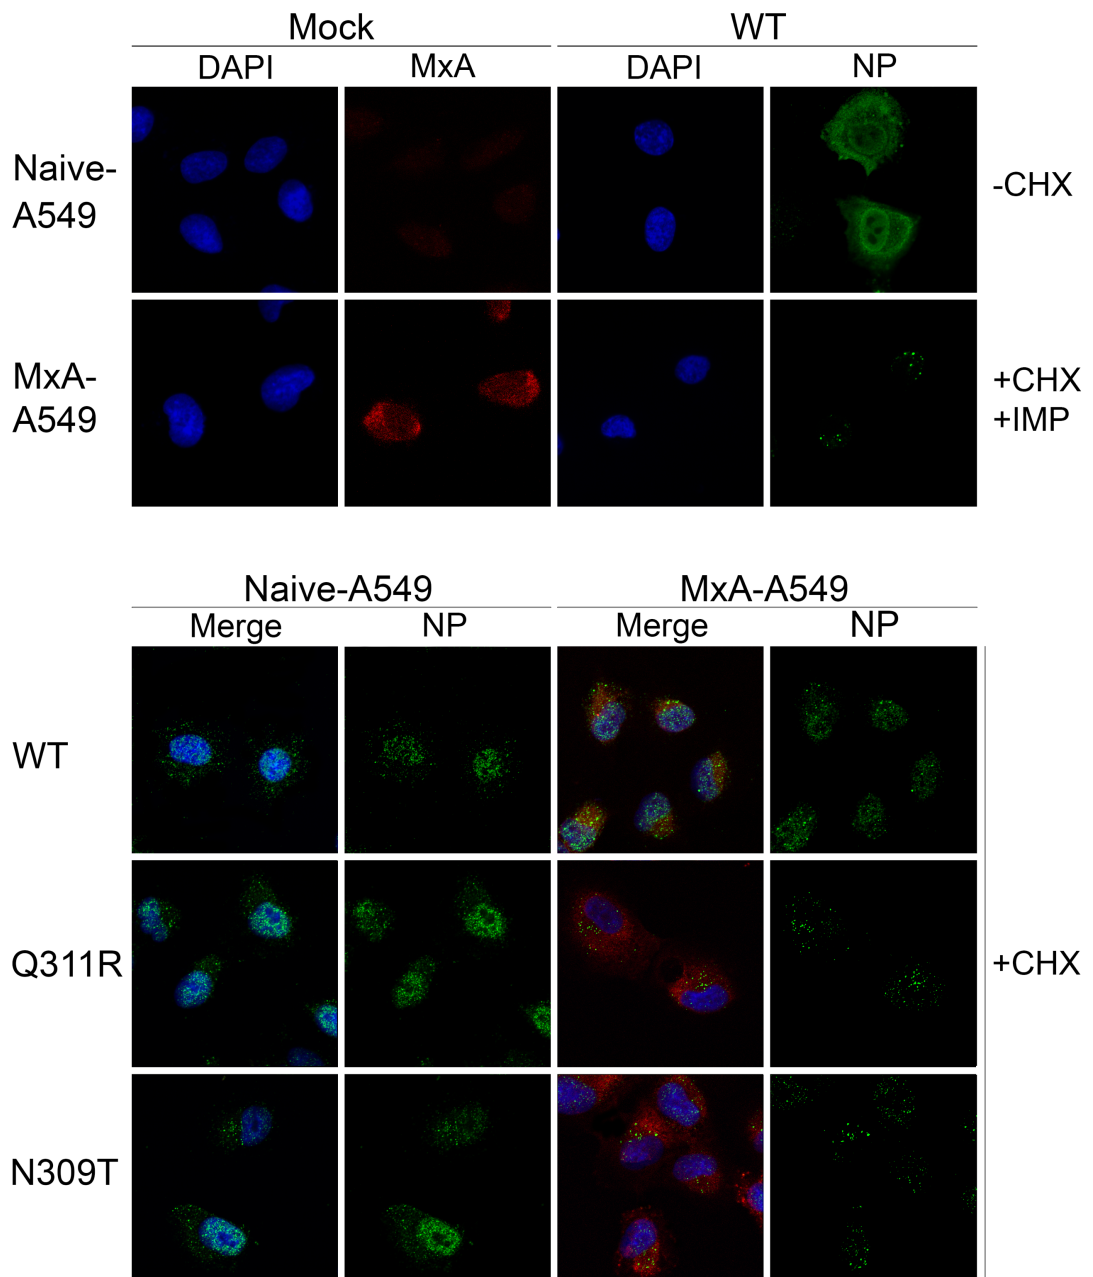 Mock WT
DAPI MxA DAPI NP
Naive-
A549
-CHX
MxA-
A549
+CHX
+IMP
Naive-A549 MxA-A549
Merge NP Merge NP
WT
Q311R
+CHX
N309T